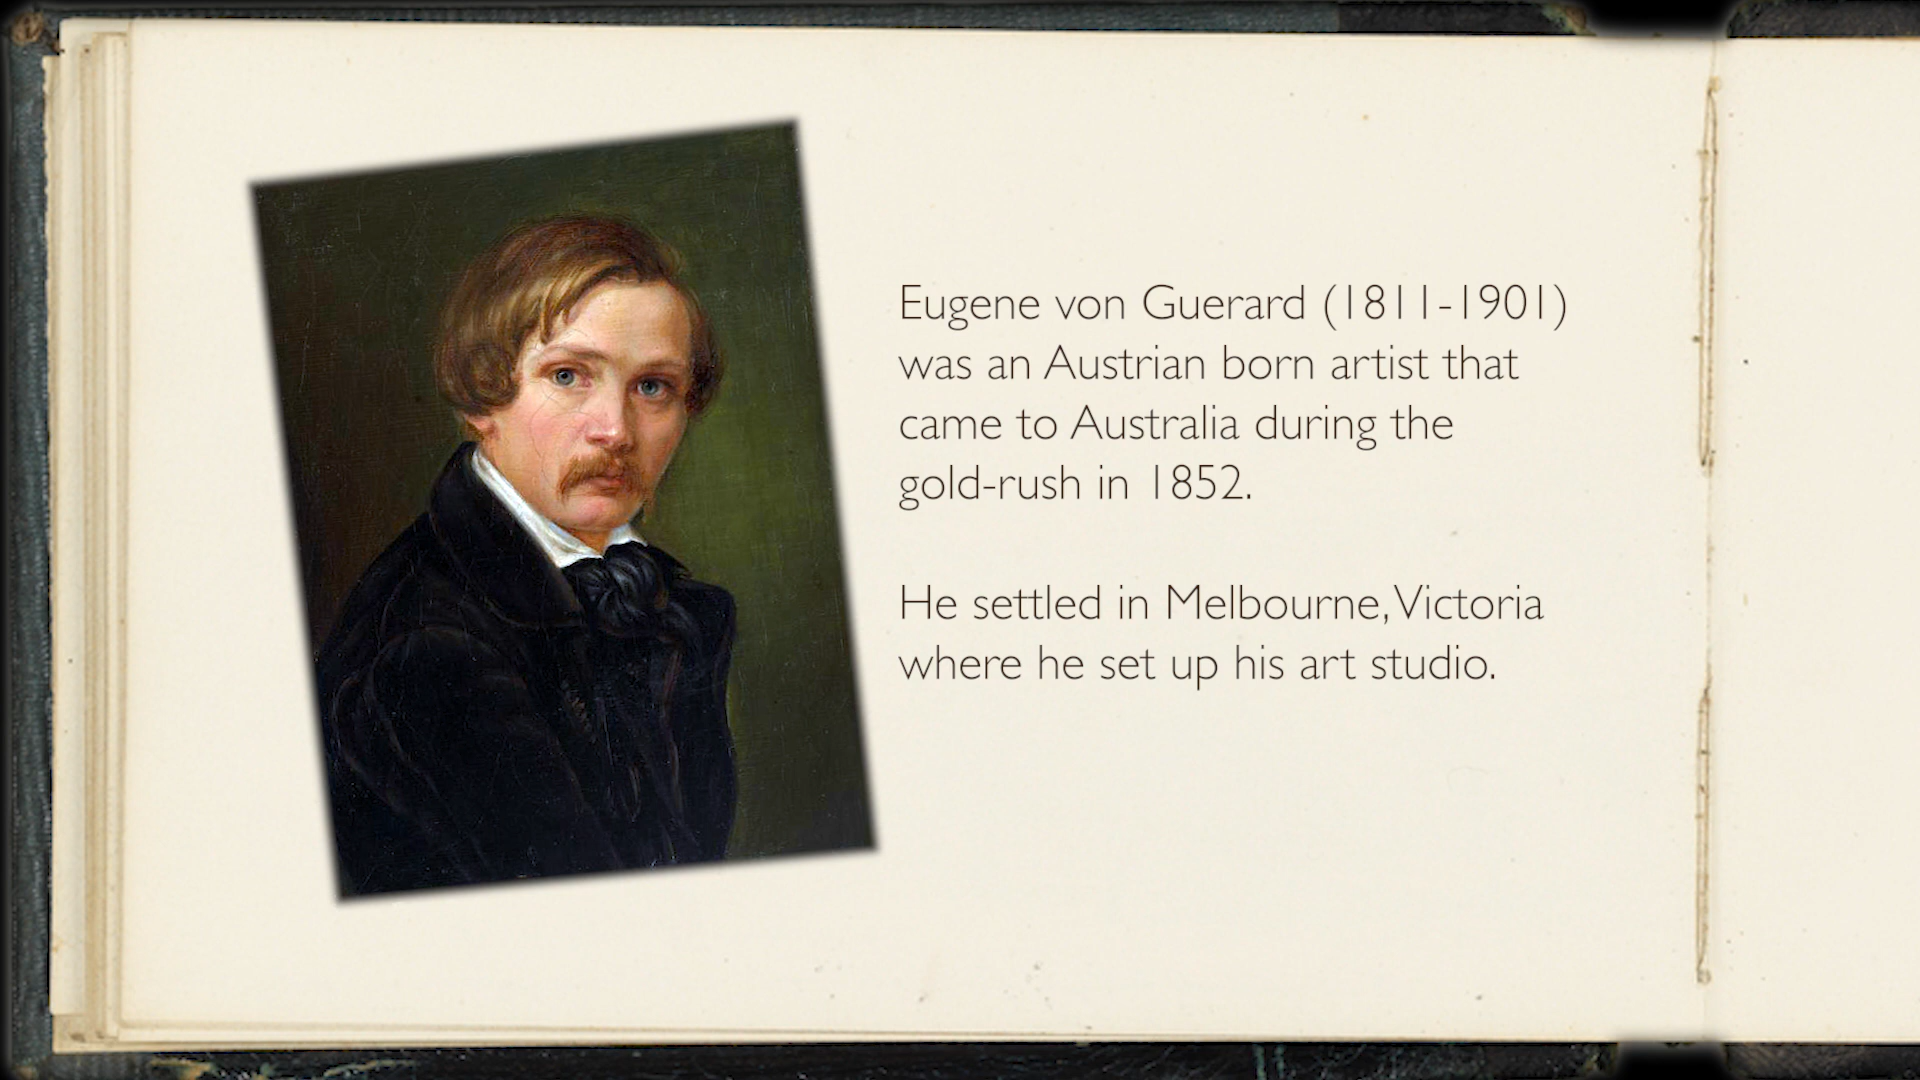 Eugene von Guerard (1811-1901)
was an Austrian born artist that
came to Australia during the
gold-rush in 1852.
He settled in Melbourne, Victoria
where he set up his art studio.